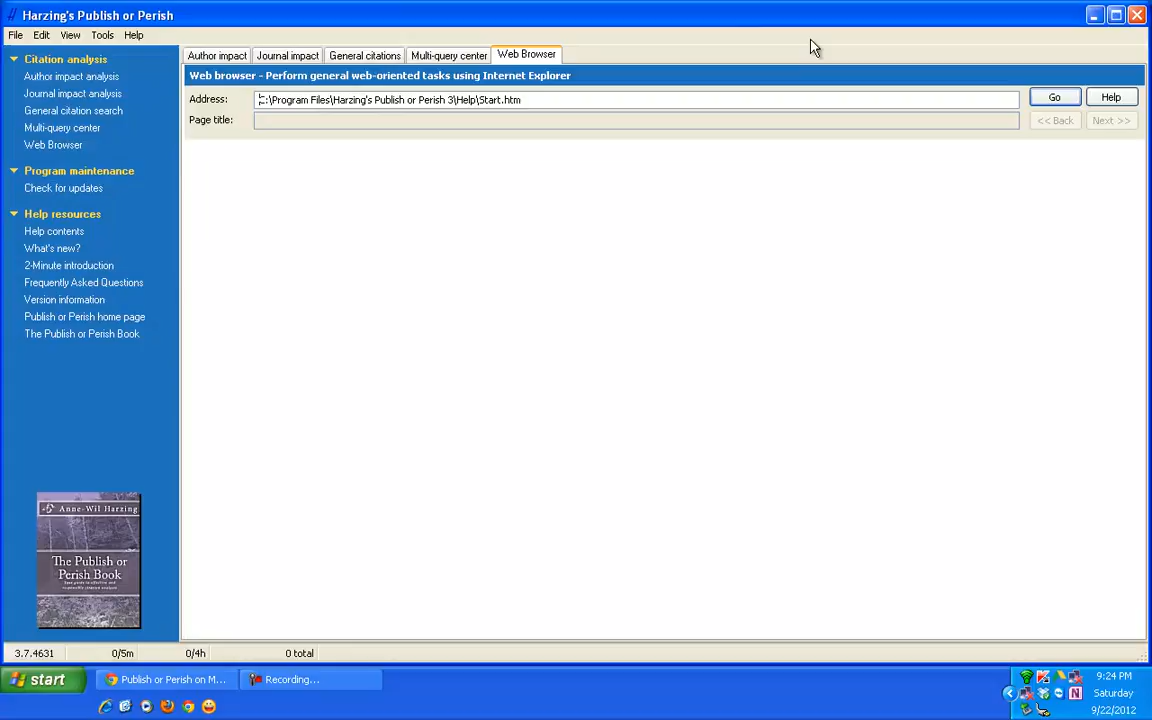 Harzing's Publish or Perish
File Edit View Tools Help
Citation analysis
Author impact analysis
Journal impact analysis
General citation search
Multi-query center
Web Browser
Program maintenance
Check for updates
Help resources
Help contents
What's new?
2-Minute introduction
Frequently Asked Questions
Version information
Publish or Perish home page
The Publish or Perish Book
Author impact Journal impact General citations Multi-query center Web Browser
Web browser - Perform general web-oriented tasks using Internet Explorer
Address: C:\Program Files\Harzing's Publish or Perish 3\Help\Start.htm Go Help
Page title: << Back Next >>
Anne-Wil Harzing
The Publish or
Perish Book
3.7.4631 0/5m 0/4h 0 total
start Publish or Perish on M... Recording... 9:24 PM
Saturday
9/22/2012